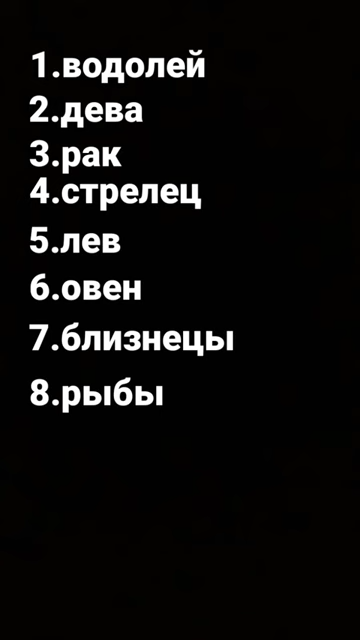 1.водолей
2.дева
3.рак
4.стрелец
5.лев
6.овен
7.близнецы
8.рыбы